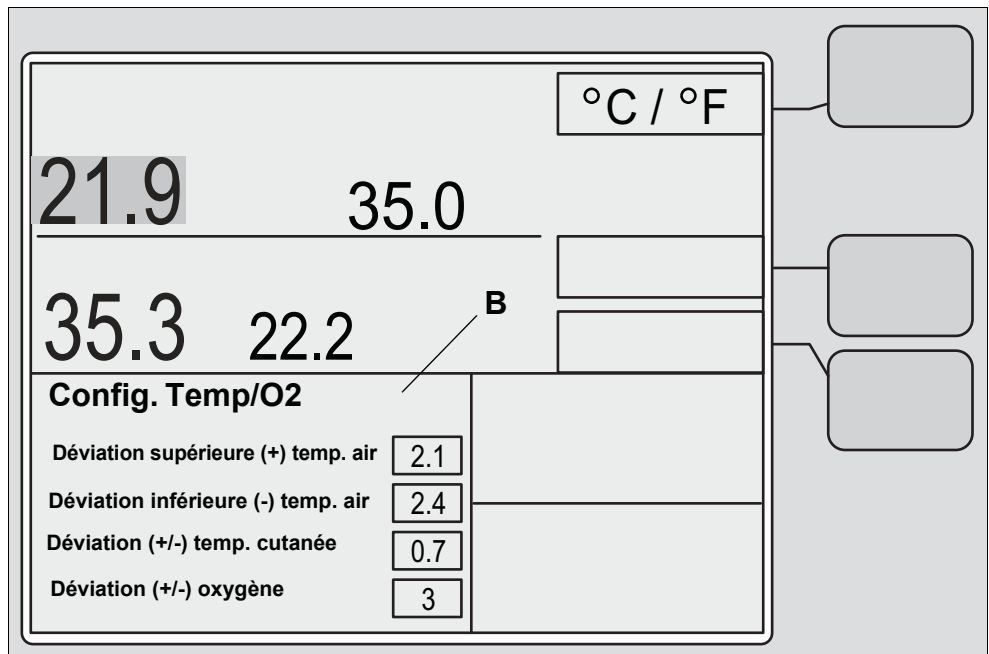 °C / °F
21.9 35.0
35.3 22.2
B
Config. Temp/O2
Déviation supérieure (+) temp. air 2.1
Déviation inférieure (-) temp. air 2.4
Déviation (+/-) temp. cutanée 0.7
Déviation (+/-) oxygène 3